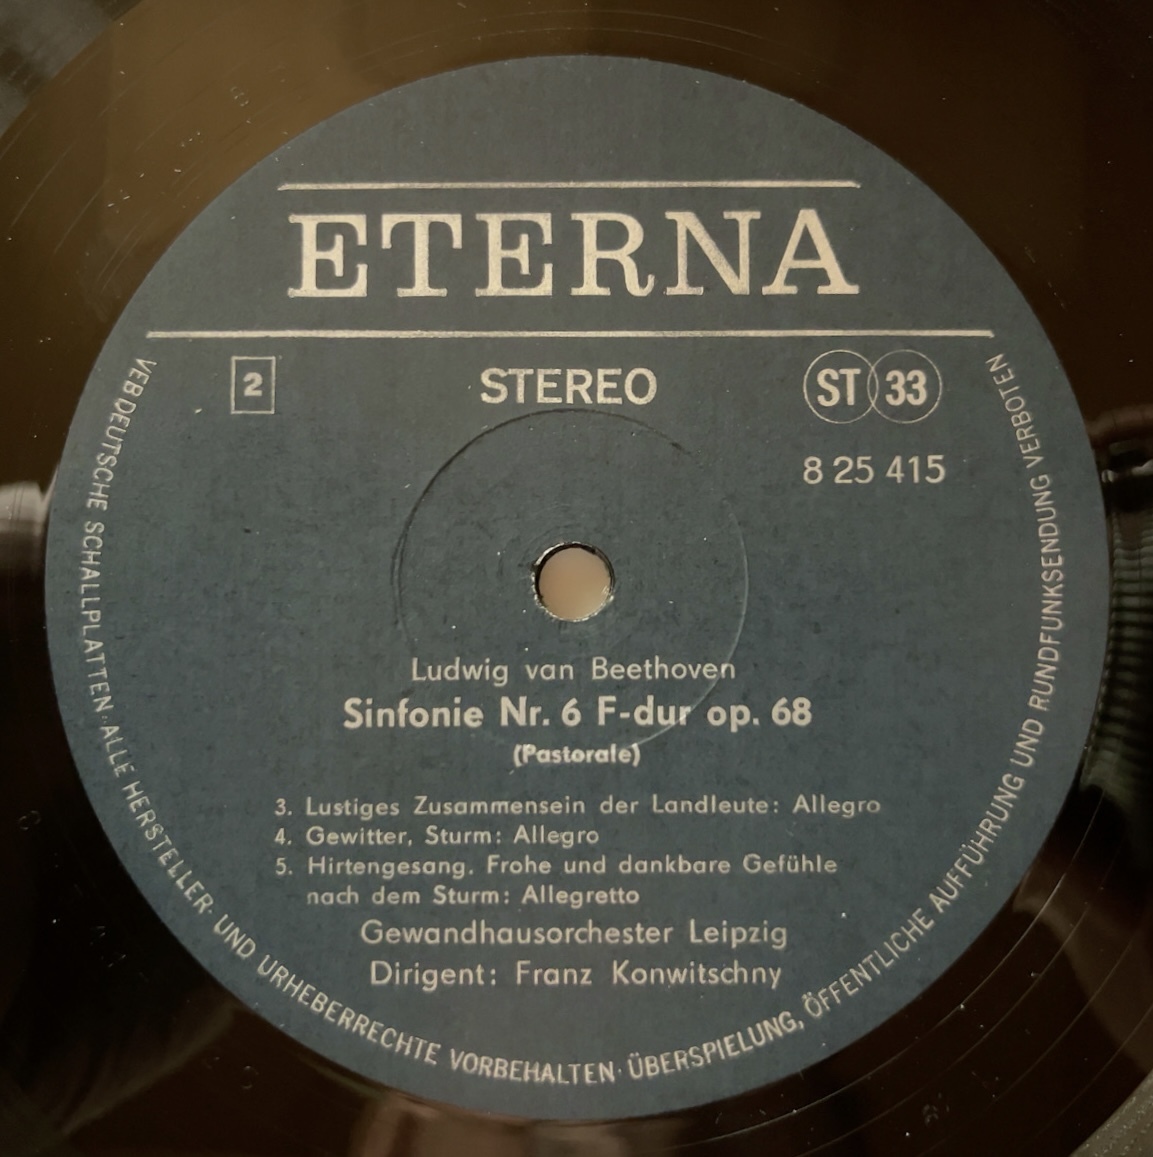 ETERNA
2
STEREO
ST 33
8 25 415
Ludwig van Beethoven
Sinfonie Nr. 6 F-dur op. 68
(Pastorale)
3. Lustiges Zusammensein der Landleute: Allegro
4. Gewitter, Sturm: Allegro
5. Hirtengesang. Frohe und dankbare Gefühle
nach dem Sturm: Allegretto
Gewandhausorchester Leipzig
Dirigent: Franz Konwitschny
VEB DEUTSCHE SCHALLPLATTEN · ALLE HERSTELLER- UND URHEBERRECHTE VORBEHALTEN · ÜBERSPIELUNG, ÖFFENTLICHE AUFFÜHRUNG UND RUNDFUNKSENDUNG VERBOTEN